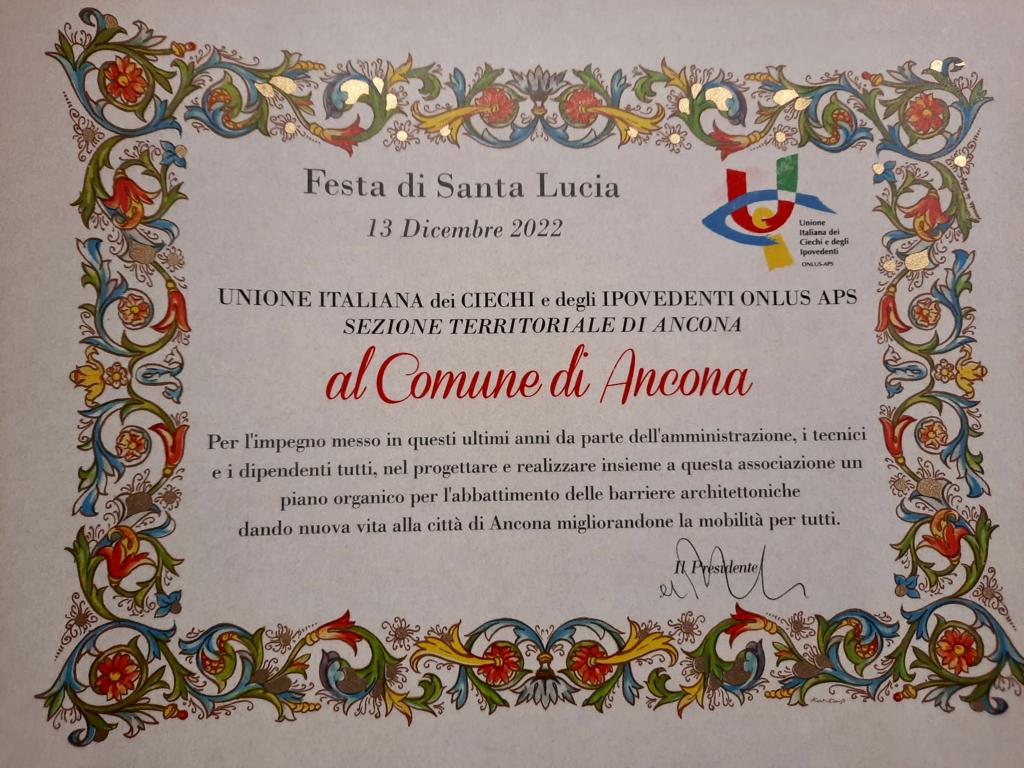 Festa di Santa Lucia
13 Dicembre 2022
Unione
Italiana dei
Ciechi e degli
Ipovedenti
ONLUS-APS
UNIONE ITALIANA dei CIECHI e degli IPOVEDENTI ONLUS APS
SEZIONE TERRITORIALE DI ANCONA
al Comune di Ancona
Per l'impegno messo in questi ultimi anni da parte dell'amministrazione, i tecnici
e i dipendenti tutti, nel progettare e realizzare insieme a questa associazione un
piano organico per l'abbattimento delle barriere architettoniche
dando nuova vita alla città di Ancona migliorandone la mobilità per tutti.
Il Presidente